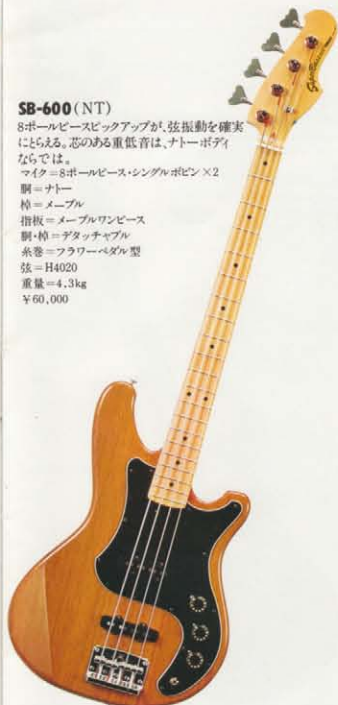 SB-600(NT)
8ポールピースピックアップが、弦振動を確実
にとらえる。芯のある重低音は、ナトーボディ
ならでは。
マイク=8ポールピース・シングルボビン×2
胴=ナトー
棹=メープル
指板=メープルワンピース
胴・棹=デタッチャブル
糸巻=フラワーペダル型
弦=H4020
重量=4.3kg
¥60,000